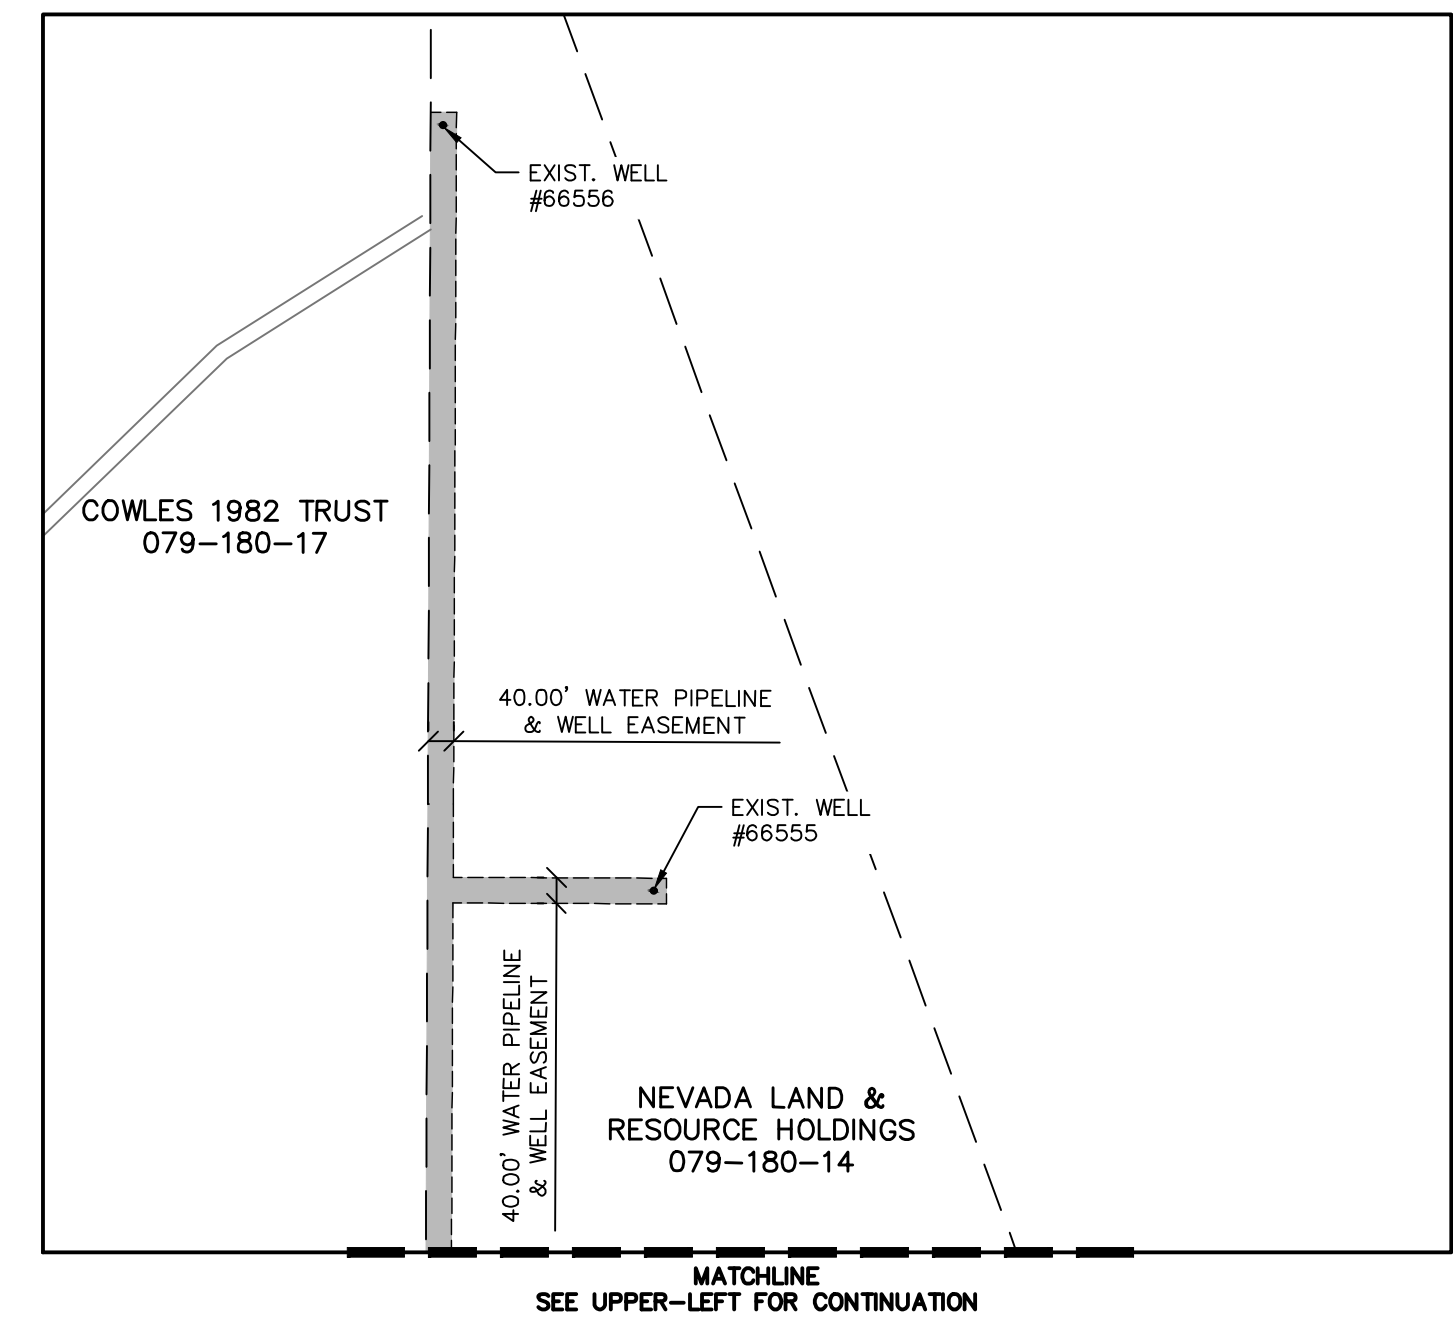 EXIST. WELL
#66556
COWLES 1982 TRUST
079-180-17
40.00' WATER PIPELINE
& WELL EASEMENT
EXIST. WELL
#66555
40.00' WATER PIPELINE
& WELL EASEMENT
NEVADA LAND &
RESOURCE HOLDINGS
079-180-14
MATCHLINE
SEE UPPER-LEFT FOR CONTINUATION